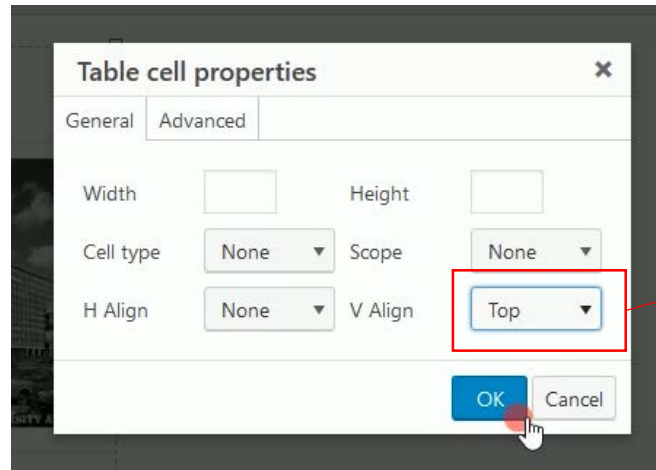 Table cell properties ×
General Advanced
Width Height
Cell type None Scope None
H Align None V Align Top
OK Cancel